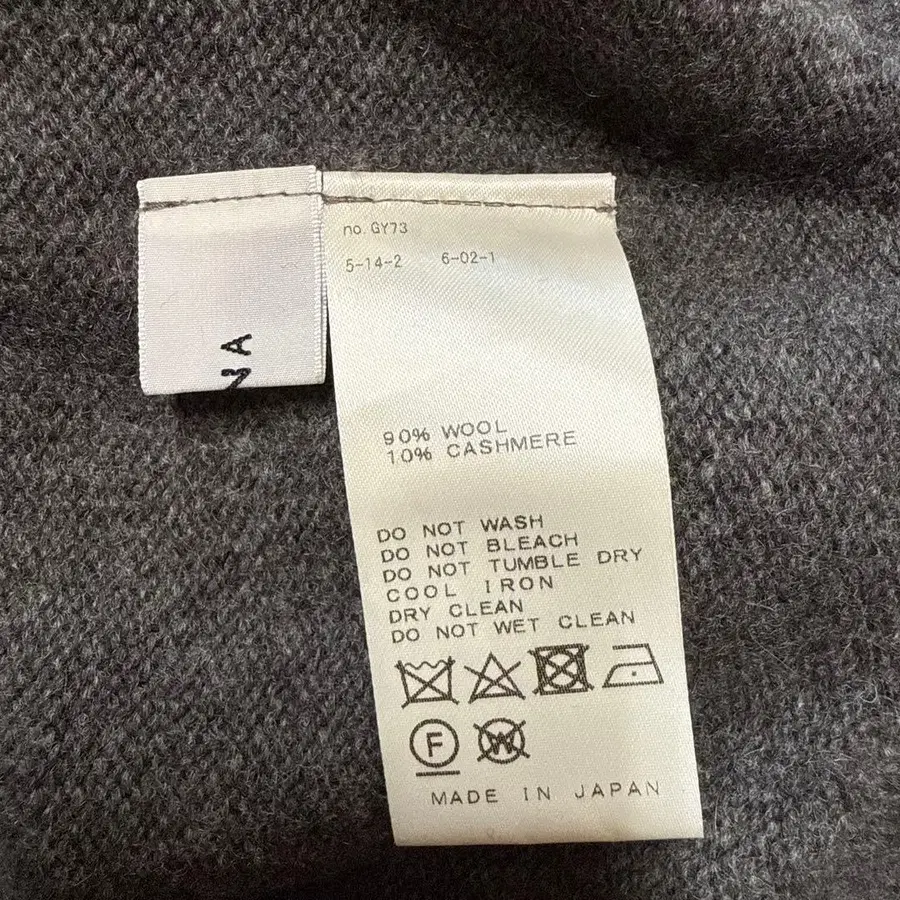 no. GY73
5-14-2 6-02-1
NA
90% WOOL
10% CASHMERE
DO NOT WASH
DO NOT BLEACH
DO NOT TUMBLE DRY
COOL IRON
DRY CLEAN
DO NOT WET CLEAN
F W
MADE IN JAPAN